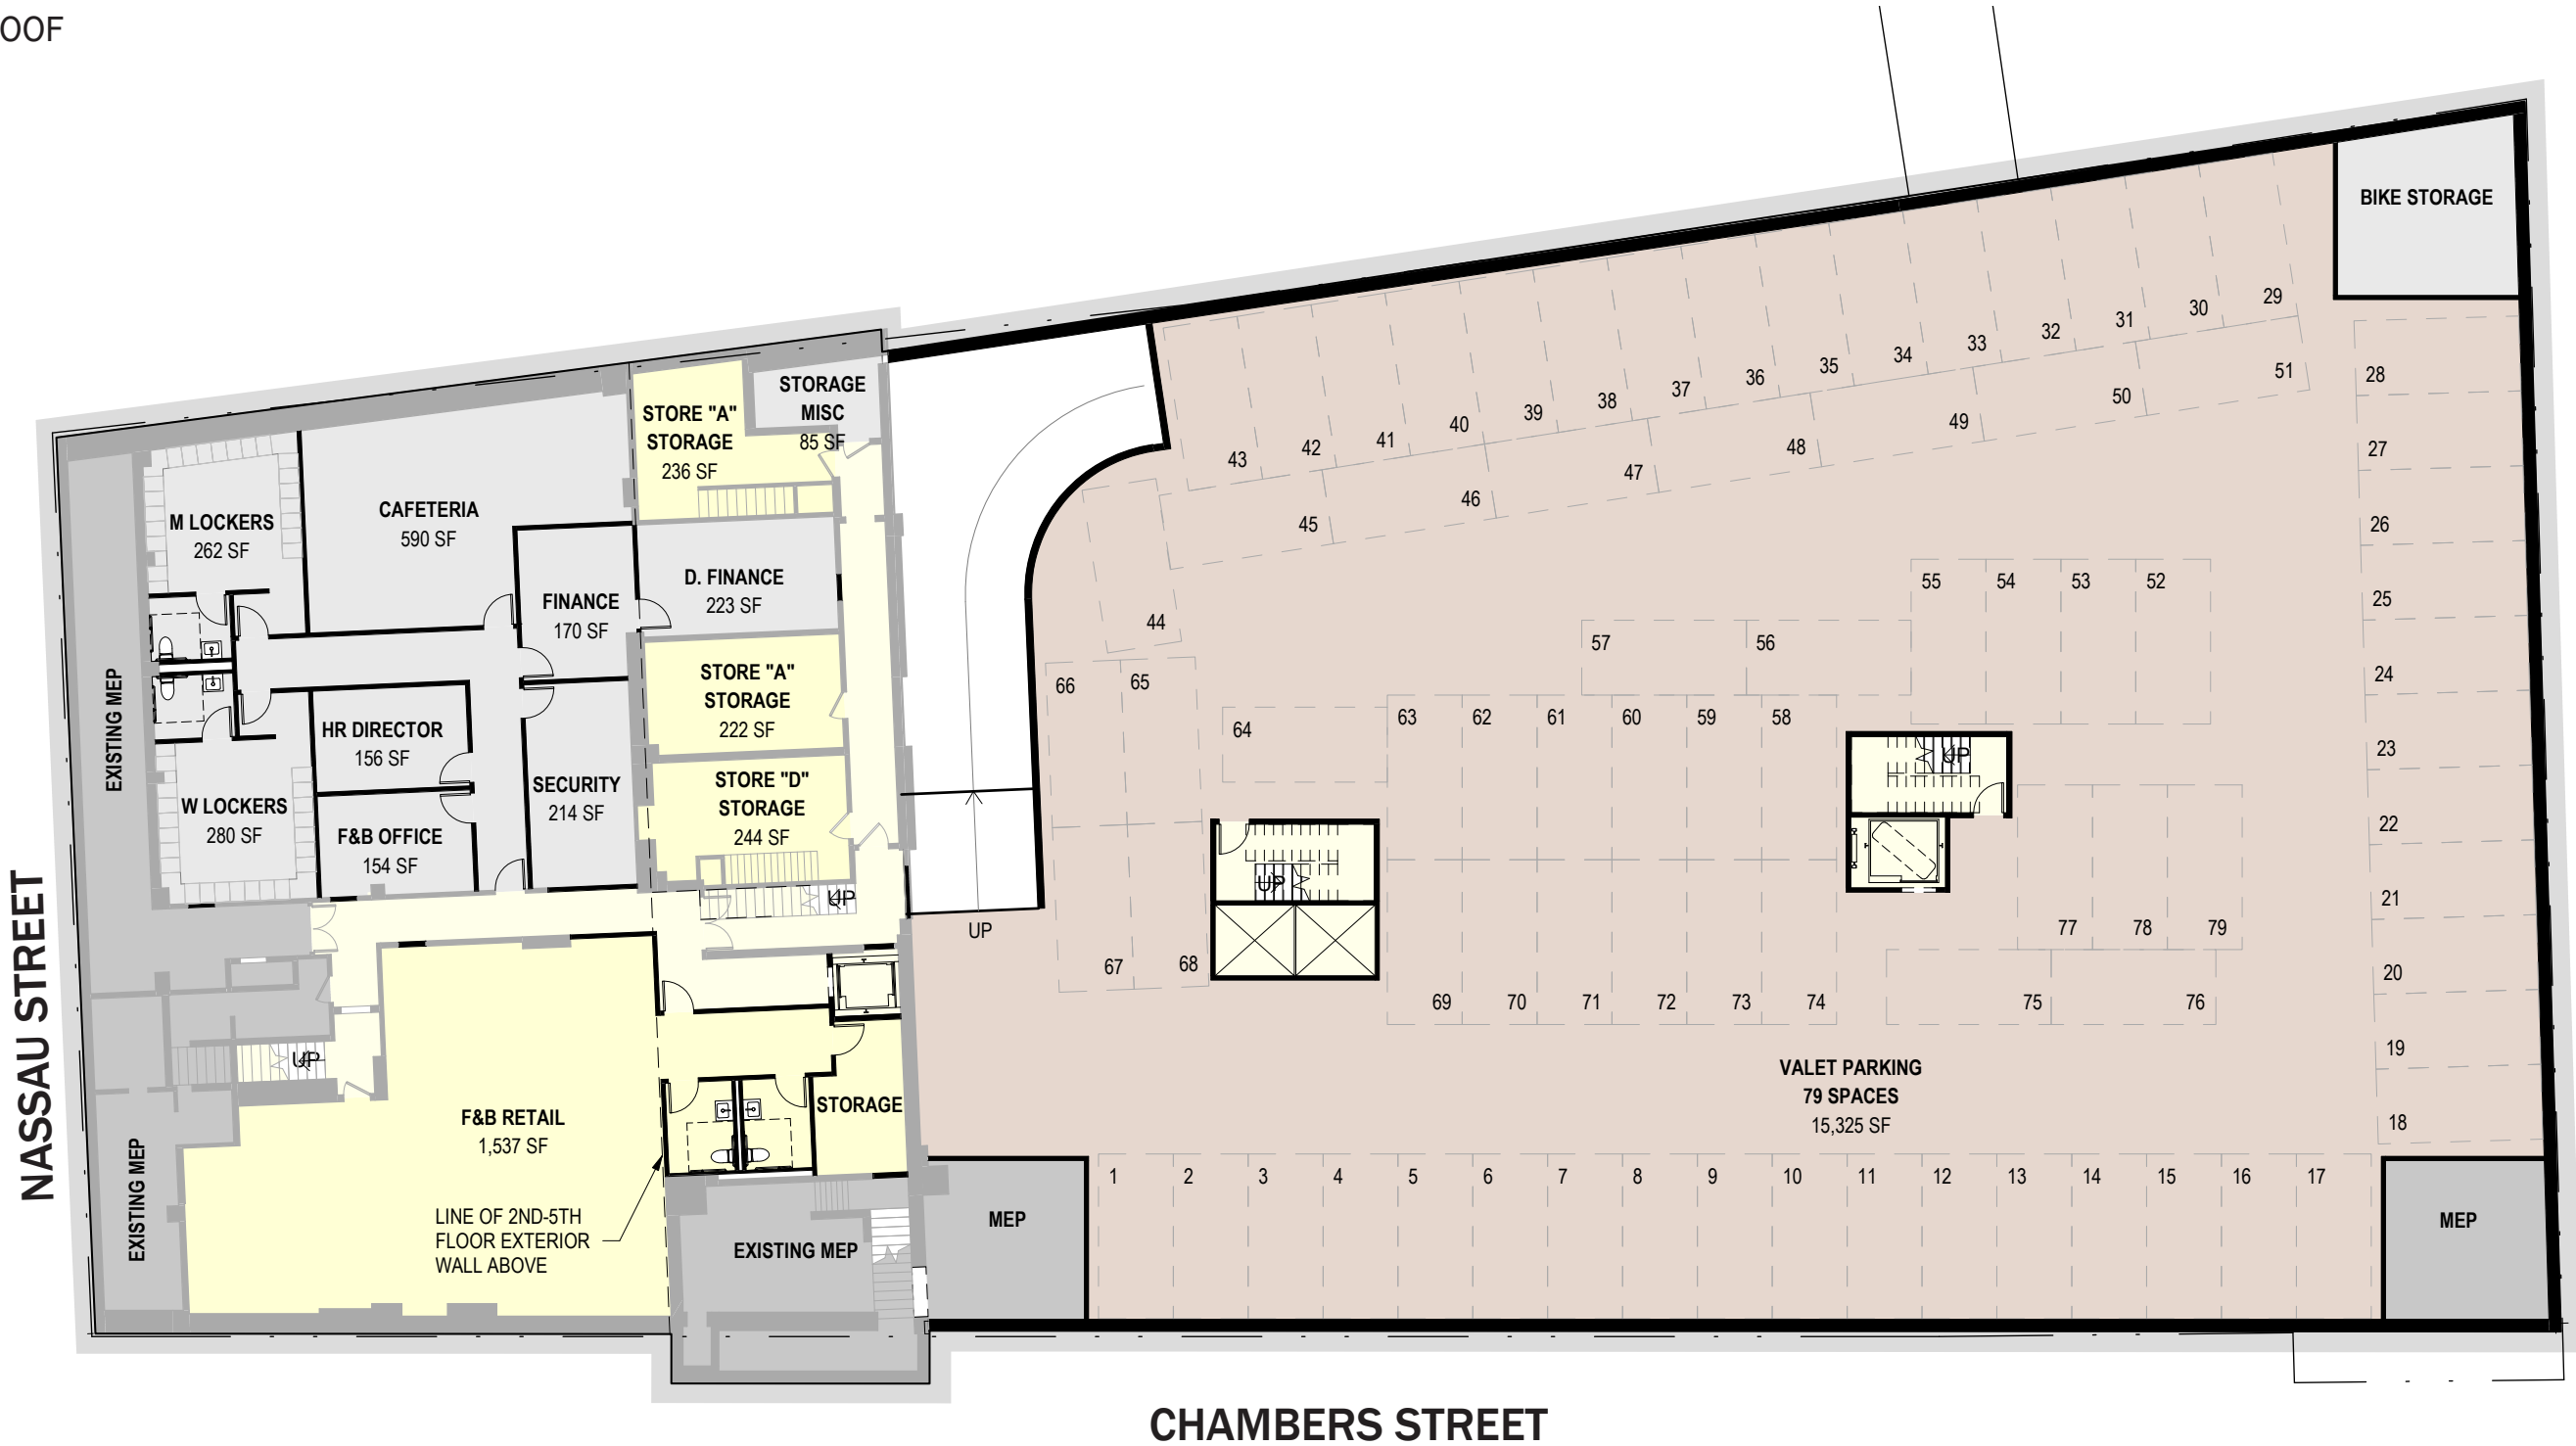 OOF
BIKE STORAGE
STORAGE
MISC
85 SF
STORE "A"
STORAGE
236 SF
M LOCKERS
262 SF
CAFETERIA
590 SF
FINANCE
170 SF
D. FINANCE
223 SF
STORE "A"
STORAGE
222 SF
STORE "D"
STORAGE
244 SF
HR DIRECTOR
156 SF
F&B OFFICE
154 SF
SECURITY
214 SF
W LOCKERS
280 SF
EXISTING MEP
EXISTING MEP
NASSAU STREET
UP
UP
UP
UP
UP
F&B RETAIL
1,537 SF
STORAGE
LINE OF 2ND-5TH
FLOOR EXTERIOR
WALL ABOVE
EXISTING MEP
MEP
MEP
VALET PARKING
79 SPACES
15,325 SF
1
2
3
4
5
6
7
8
9
10
11
12
13
14
15
16
17
18
19
20
21
22
23
24
25
26
27
28
29
30
31
32
33
34
35
36
37
38
39
40
41
42
43
44
45
46
47
48
49
50
51
52
53
54
55
56
57
58
59
60
61
62
63
64
65
66
67
68
69
70
71
72
73
74
75
76
77
78
79
CHAMBERS STREET